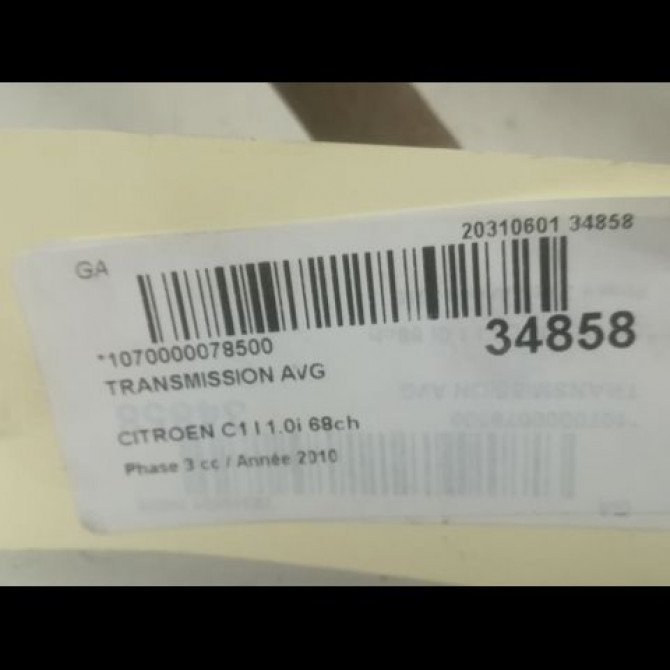 20310601 34858
GA
*1070000078500
34858
TRANSMISSION AVG
CITROEN C1 I 1.0i 68ch
Phase 3 cc / Année 2010